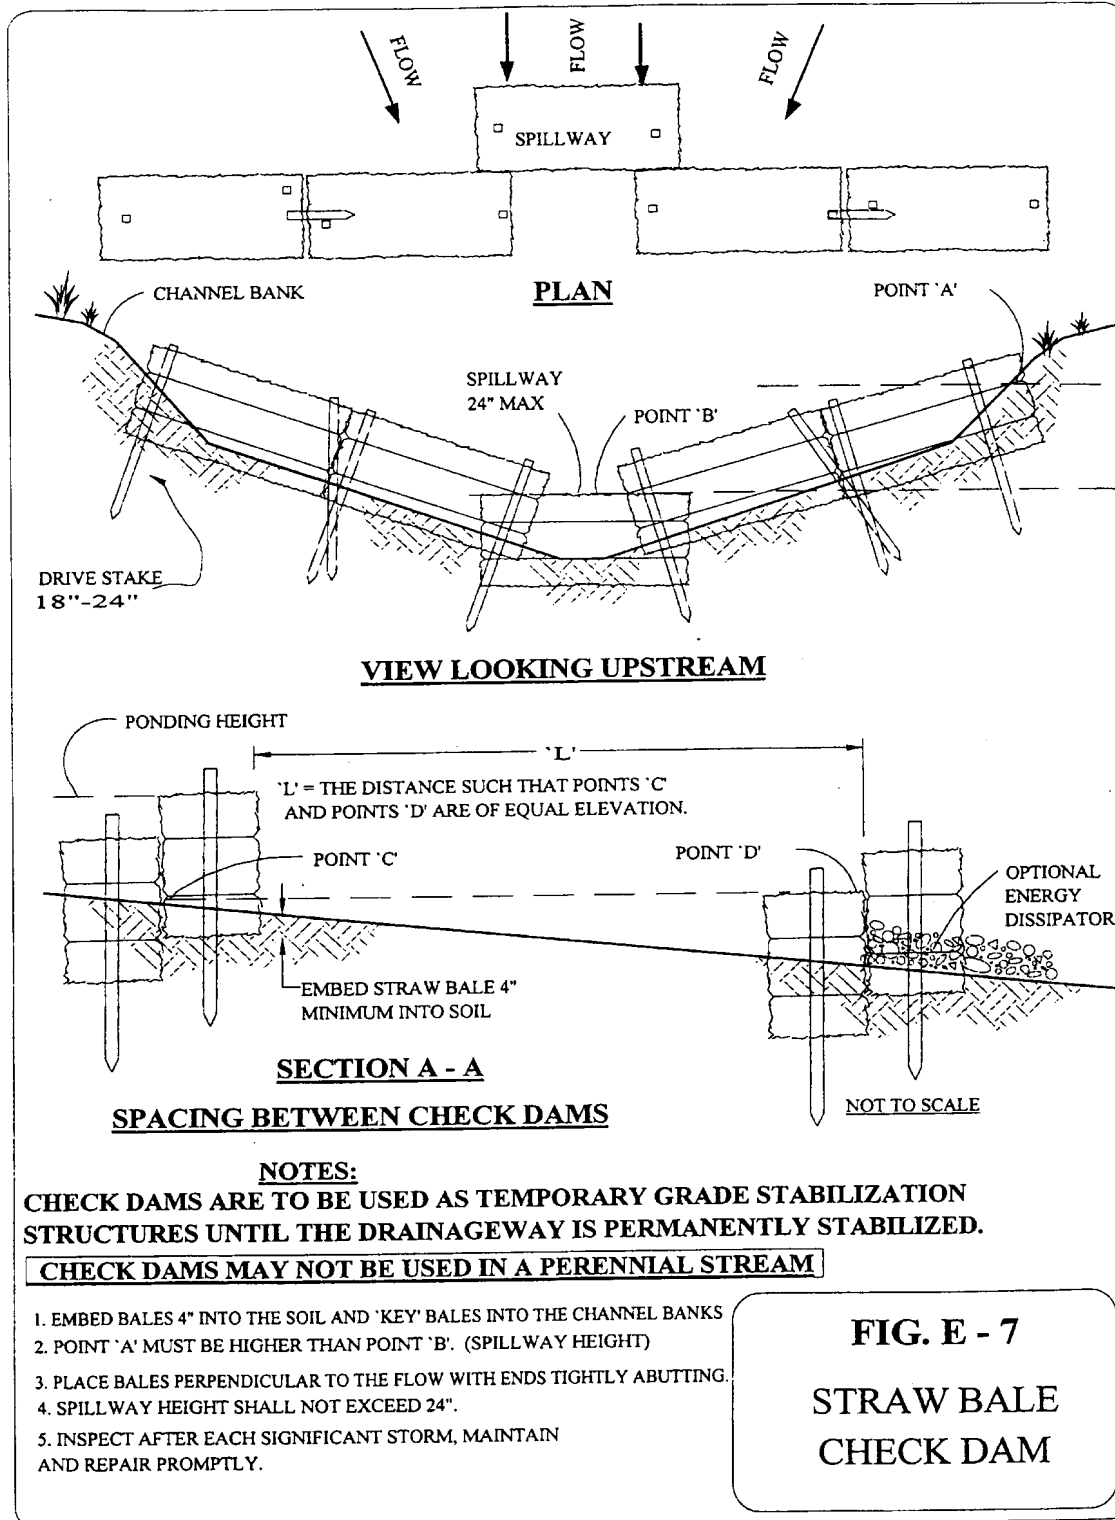 FLOW
FLOW
FLOW
SPILLWAY
PLAN
CHANNEL BANK
POINT 'A'
SPILLWAY
24" MAX
POINT 'B'
DRIVE STAKE
18"-24"
VIEW LOOKING UPSTREAM
PONDING HEIGHT
'L'
'L' = THE DISTANCE SUCH THAT POINTS 'C'
AND POINTS 'D' ARE OF EQUAL ELEVATION.
POINT 'C'
POINT 'D'
OPTIONAL
ENERGY
DISSIPATOR
EMBED STRAW BALE 4"
MINIMUM INTO SOIL
SECTION A - A
SPACING BETWEEN CHECK DAMS
NOT TO SCALE
NOTES:
CHECK DAMS ARE TO BE USED AS TEMPORARY GRADE STABILIZATION
STRUCTURES UNTIL THE DRAINAGEWAY IS PERMANENTLY STABILIZED.
CHECK DAMS MAY NOT BE USED IN A PERENNIAL STREAM
1. EMBED BALES 4" INTO THE SOIL AND 'KEY' BALES INTO THE CHANNEL BANKS
2. POINT 'A' MUST BE HIGHER THAN POINT 'B'. (SPILLWAY HEIGHT)
3. PLACE BALES PERPENDICULAR TO THE FLOW WITH ENDS TIGHTLY ABUTTING.
4. SPILLWAY HEIGHT SHALL NOT EXCEED 24".
5. INSPECT AFTER EACH SIGNIFICANT STORM, MAINTAIN
AND REPAIR PROMPTLY.
FIG. E - 7
STRAW BALE
CHECK DAM